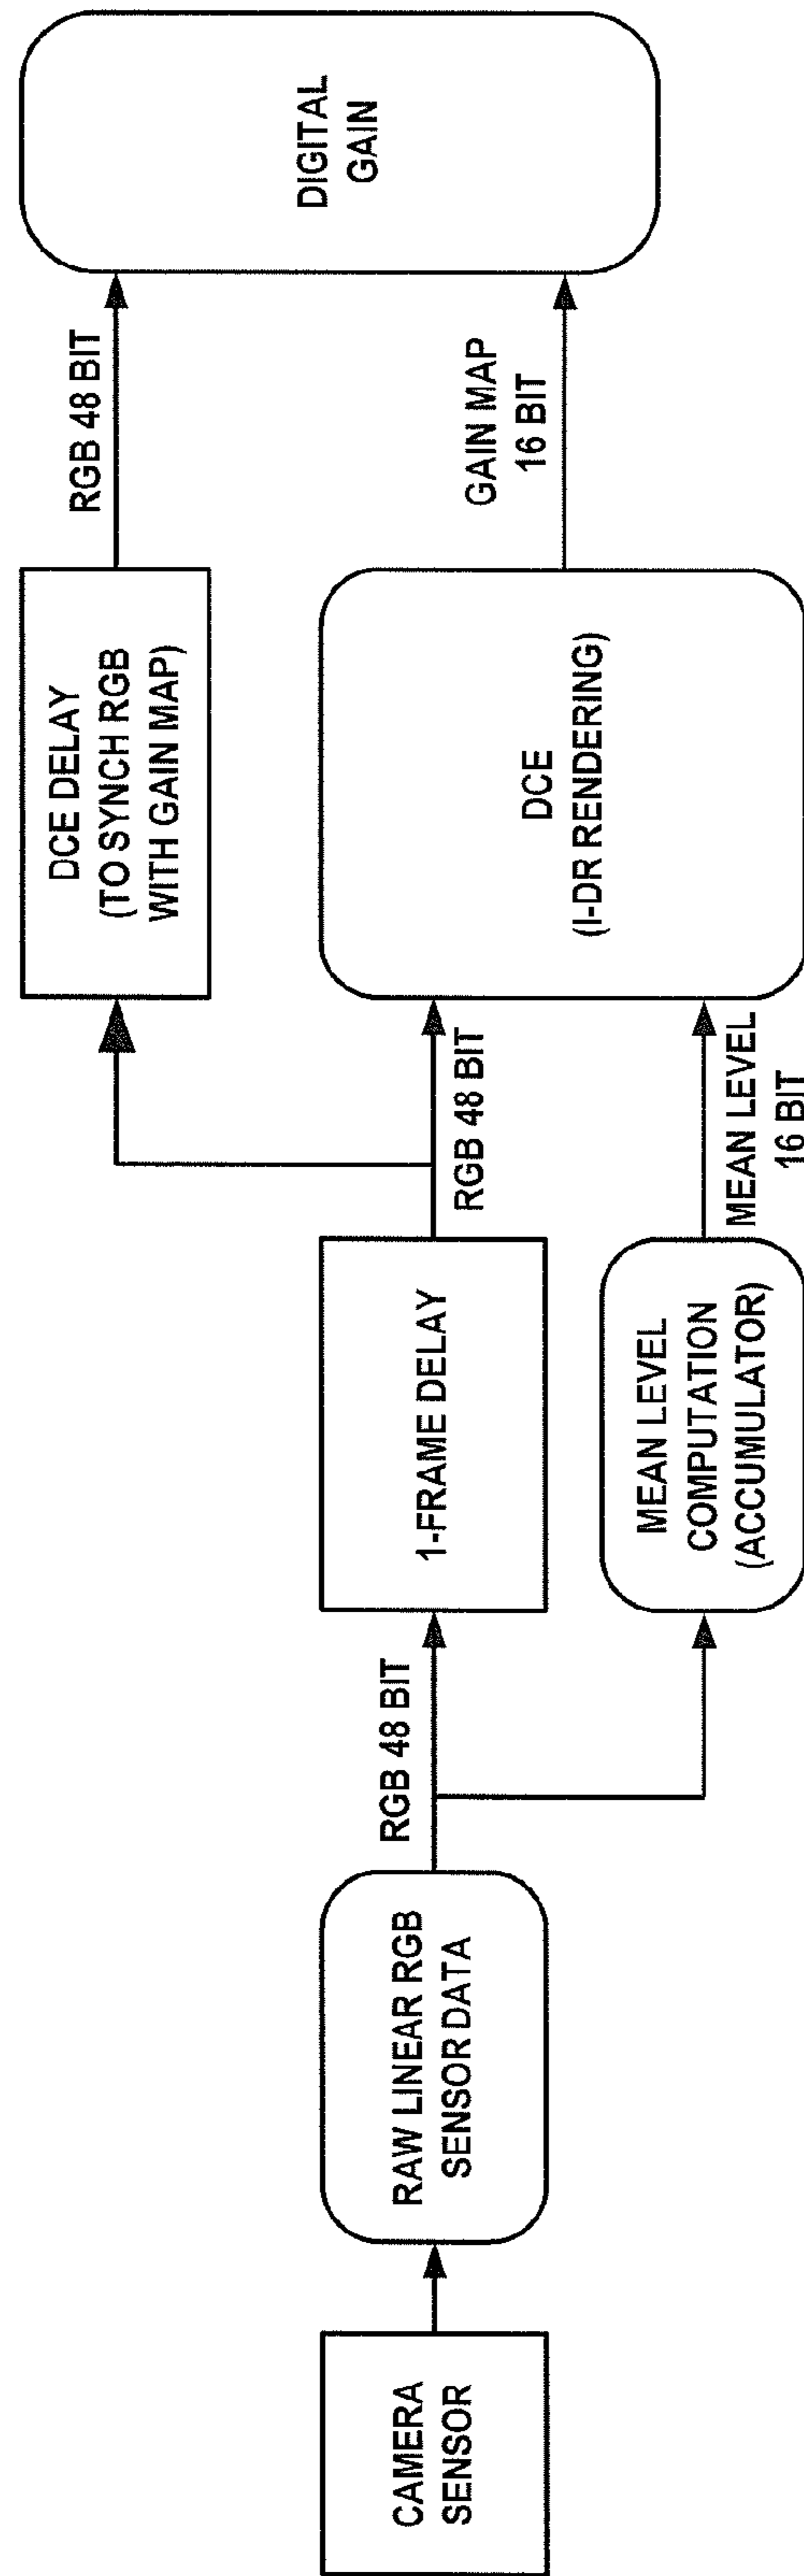 CAMERA
SENSOR
RAW LINEAR RGB
SENSOR DATA
RGB 48 BIT
1-FRAME DELAY
MEAN LEVEL
COMPUTATION
(ACCUMULATOR)
RGB 48 BIT
MEAN LEVEL
16 BIT
DCE DELAY
(TO SYNCH RGB
WITH GAIN MAP)
DCE
(I-DR RENDERING)
RGB 48 BIT
GAIN MAP
16 BIT
DIGITAL
GAIN